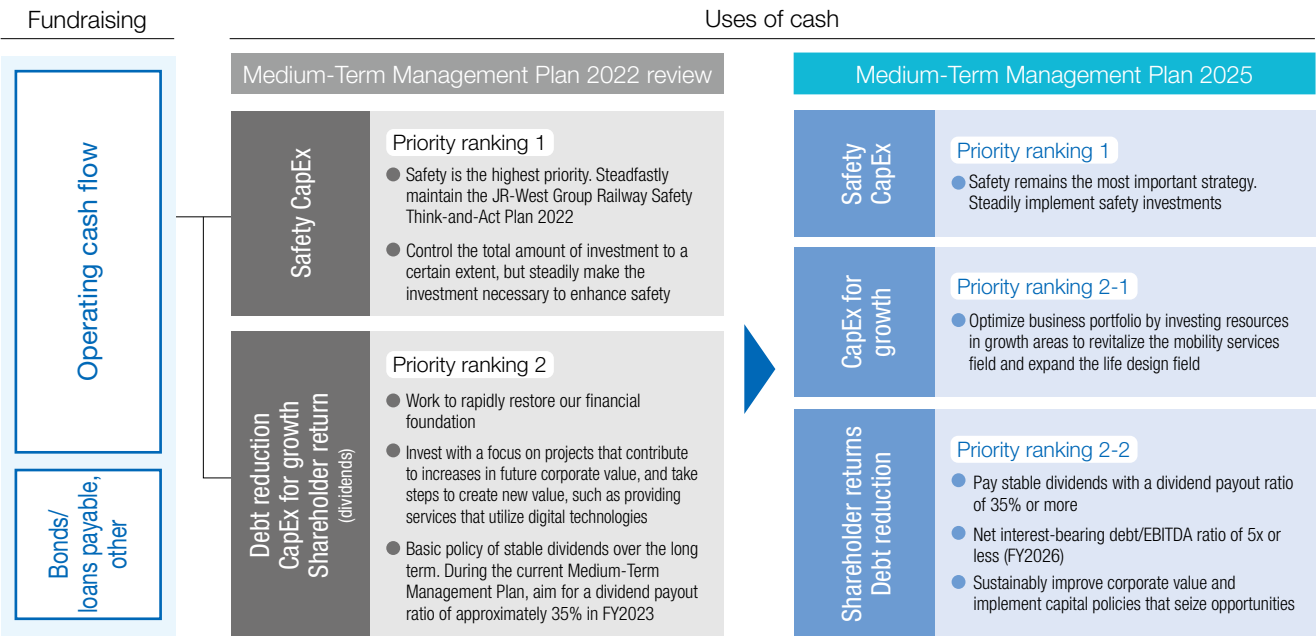 Fundraising
Uses of cash
Operating cash flow
Bonds/
loans payable,
other
Medium-Term Management Plan 2022 review
Safety CapEx
Priority ranking 1
● Safety is the highest priority. Steadfastly
maintain the JR-West Group Railway Safety
Think-and-Act Plan 2022
● Control the total amount of investment to a
certain extent, but steadily make the
investment necessary to enhance safety
Debt reduction
CapEx for growth
Shareholder return
(dividends)
Priority ranking 2
● Work to rapidly restore our financial
foundation
● Invest with a focus on projects that contribute
to increases in future corporate value, and take
steps to create new value, such as providing
services that utilize digital technologies
● Basic policy of stable dividends over the long
term. During the current Medium-Term
Management Plan, aim for a dividend payout
ratio of approximately 35% in FY2023
Medium-Term Management Plan 2025
Safety
CapEx
Priority ranking 1
● Safety remains the most important strategy.
Steadily implement safety investments
CapEx for
growth
Priority ranking 2-1
● Optimize business portfolio by investing resources
in growth areas to revitalize the mobility services
field and expand the life design field
Shareholder returns
Debt reduction
Priority ranking 2-2
● Pay stable dividends with a dividend payout ratio
of 35% or more
● Net interest-bearing debt/EBITDA ratio of 5x or
less (FY2026)
● Sustainably improve corporate value and
implement capital policies that seize opportunities